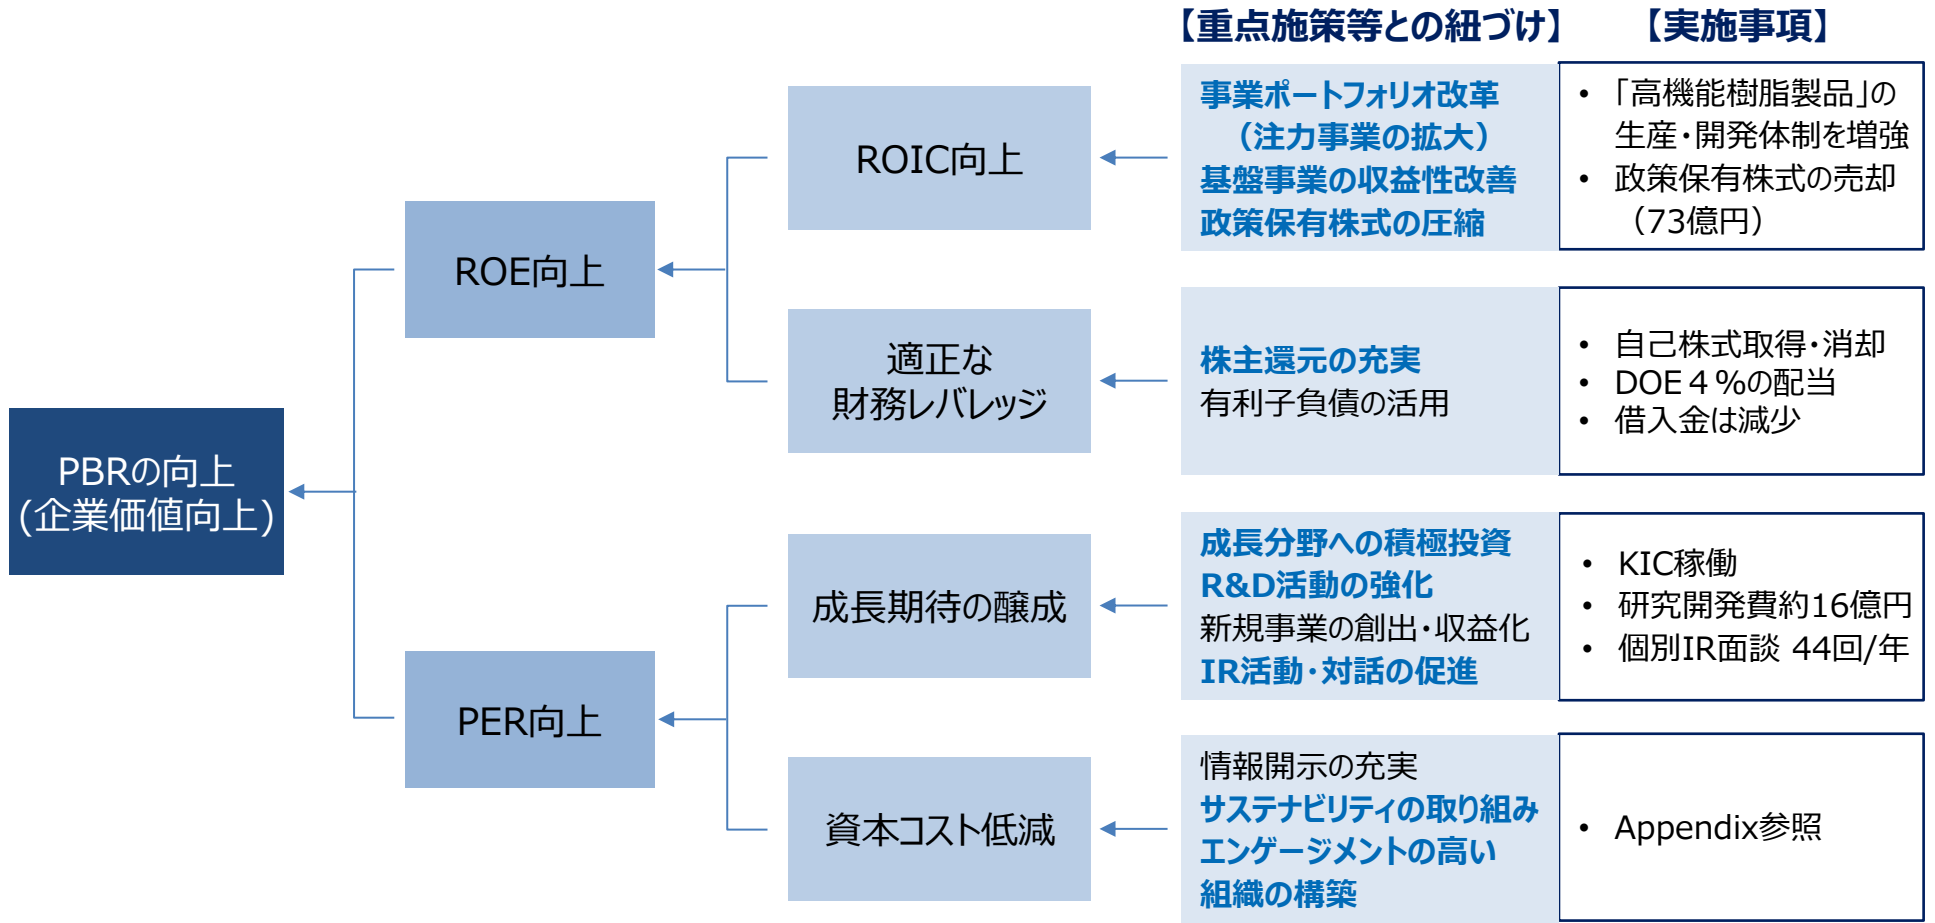 【重点施策等との紐づけ】
【実施事項】
PBRの向上
(企業価値向上)
ROE向上
PER向上
ROIC向上
適正な
財務レバレッジ
成長期待の醸成
資本コスト低減
事業ポートフォリオ改革
（注力事業の拡大）
基盤事業の収益性改善
政策保有株式の圧縮
• 「高機能樹脂製品」の
生産・開発体制を増強
• 政策保有株式の売却
（73億円）
株主還元の充実
有利子負債の活用
• 自己株式取得・消却
• DOE４％の配当
• 借入金は減少
成長分野への積極投資
R&D活動の強化
新規事業の創出・収益化
IR活動・対話の促進
• KIC稼働
• 研究開発費約16億円
• 個別IR面談 44回/年
情報開示の充実
サステナビリティの取り組み
エンゲージメントの高い
組織の構築
• Appendix参照